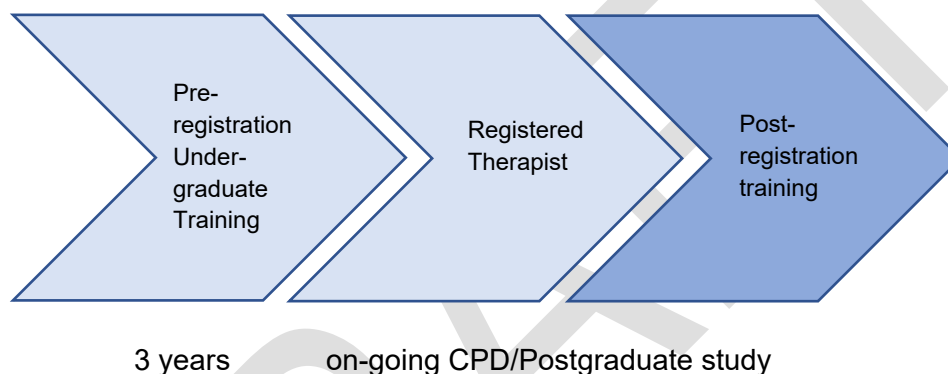 Pre-
registration
Under-
graduate
Training
Registered
Therapist
Post-
registration
training
3 years on-going CPD/Postgraduate study